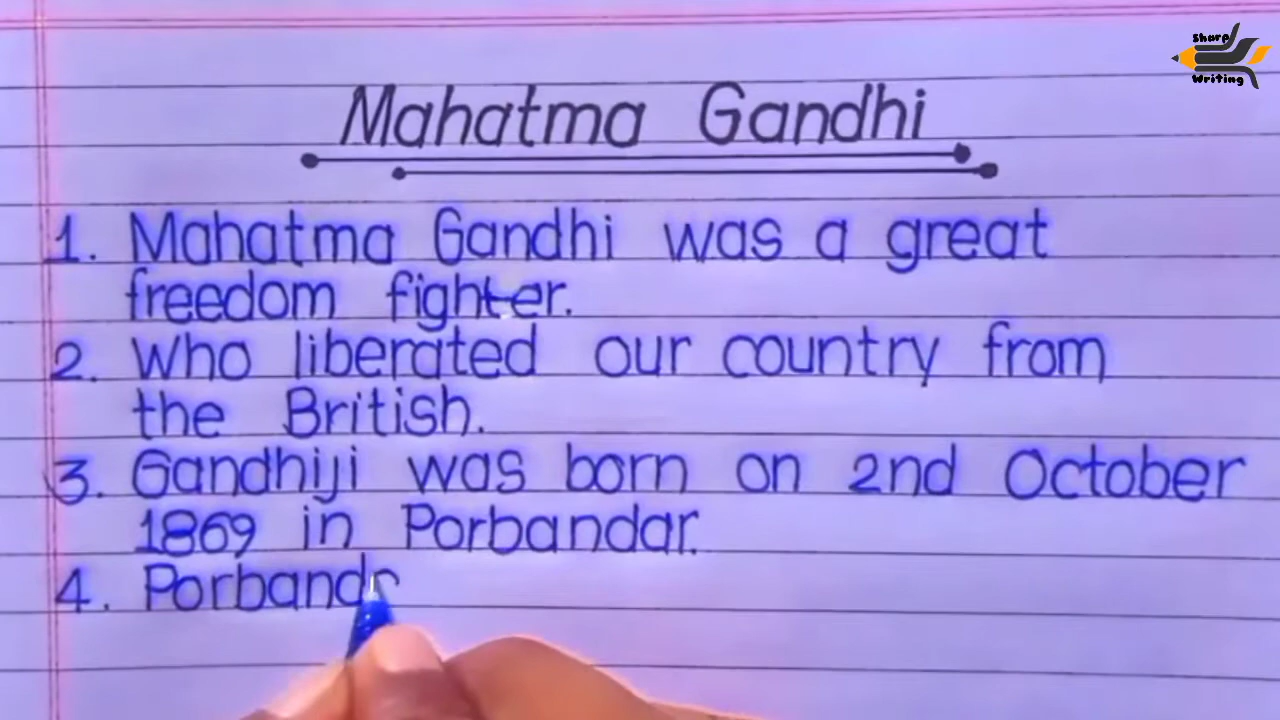 Sharp
Writing
Mahatma Gandhi
1. Mahatma Gandhi was a great
freedom fighter.
2. Who liberated our country from
the British.
3. Gandhiji was born on 2nd October
1869 in Porbandar.
4.